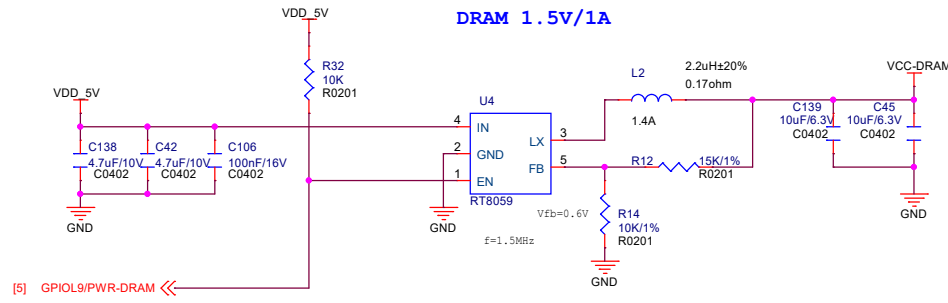 DRAM 1.5V/1A
VDD_5V
R32
10K
R0201
VDD_5V
C138
4.7uF/10V
C0402
C42
4.7uF/10V
C0402
C106
100nF/16V
C0402
GND
U4
4 IN
2 GND
1 EN
LX 3
FB 5
RT8059
GND
f=1.5MHz
Vfb=0.6V
L2
2.2uH±20%
0.17ohm
1.4A
R12
15K/1%
R0201
R14
10K/1%
R0201
GND
VCC-DRAM
C139
10uF/6.3V
C0402
C45
10uF/6.3V
C0402
GND
[5] GPIOL9/PWR-DRAM